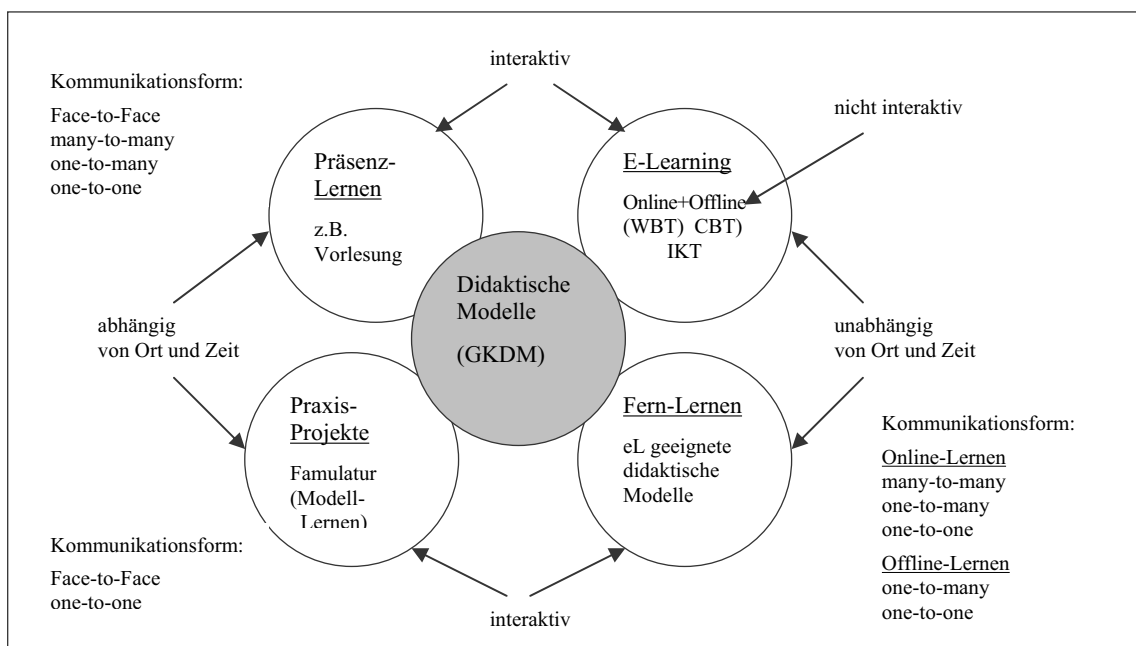 interaktiv
Kommunikationsform:
Face-to-Face
many-to-many
one-to-many
one-to-one
nicht interaktiv
Präsenz-
Lernen
z.B.
Vorlesung
E-Learning
Online+Offline
(WBT) CBT)
IKT
Didaktische
Modelle
(GKDM)
abhängig
von Ort und Zeit
unabhängig
von Ort und Zeit
Praxis-
Projekte
Famulatur
(Modell-
Lernen)
Fern-Lernen
eL geeignete
didaktische
Modelle
Kommunikationsform:
Online-Lernen
many-to-many
one-to-many
one-to-one
Offline-Lernen
one-to-many
one-to-one
Kommunikationsform:
Face-to-Face
one-to-one
interaktiv